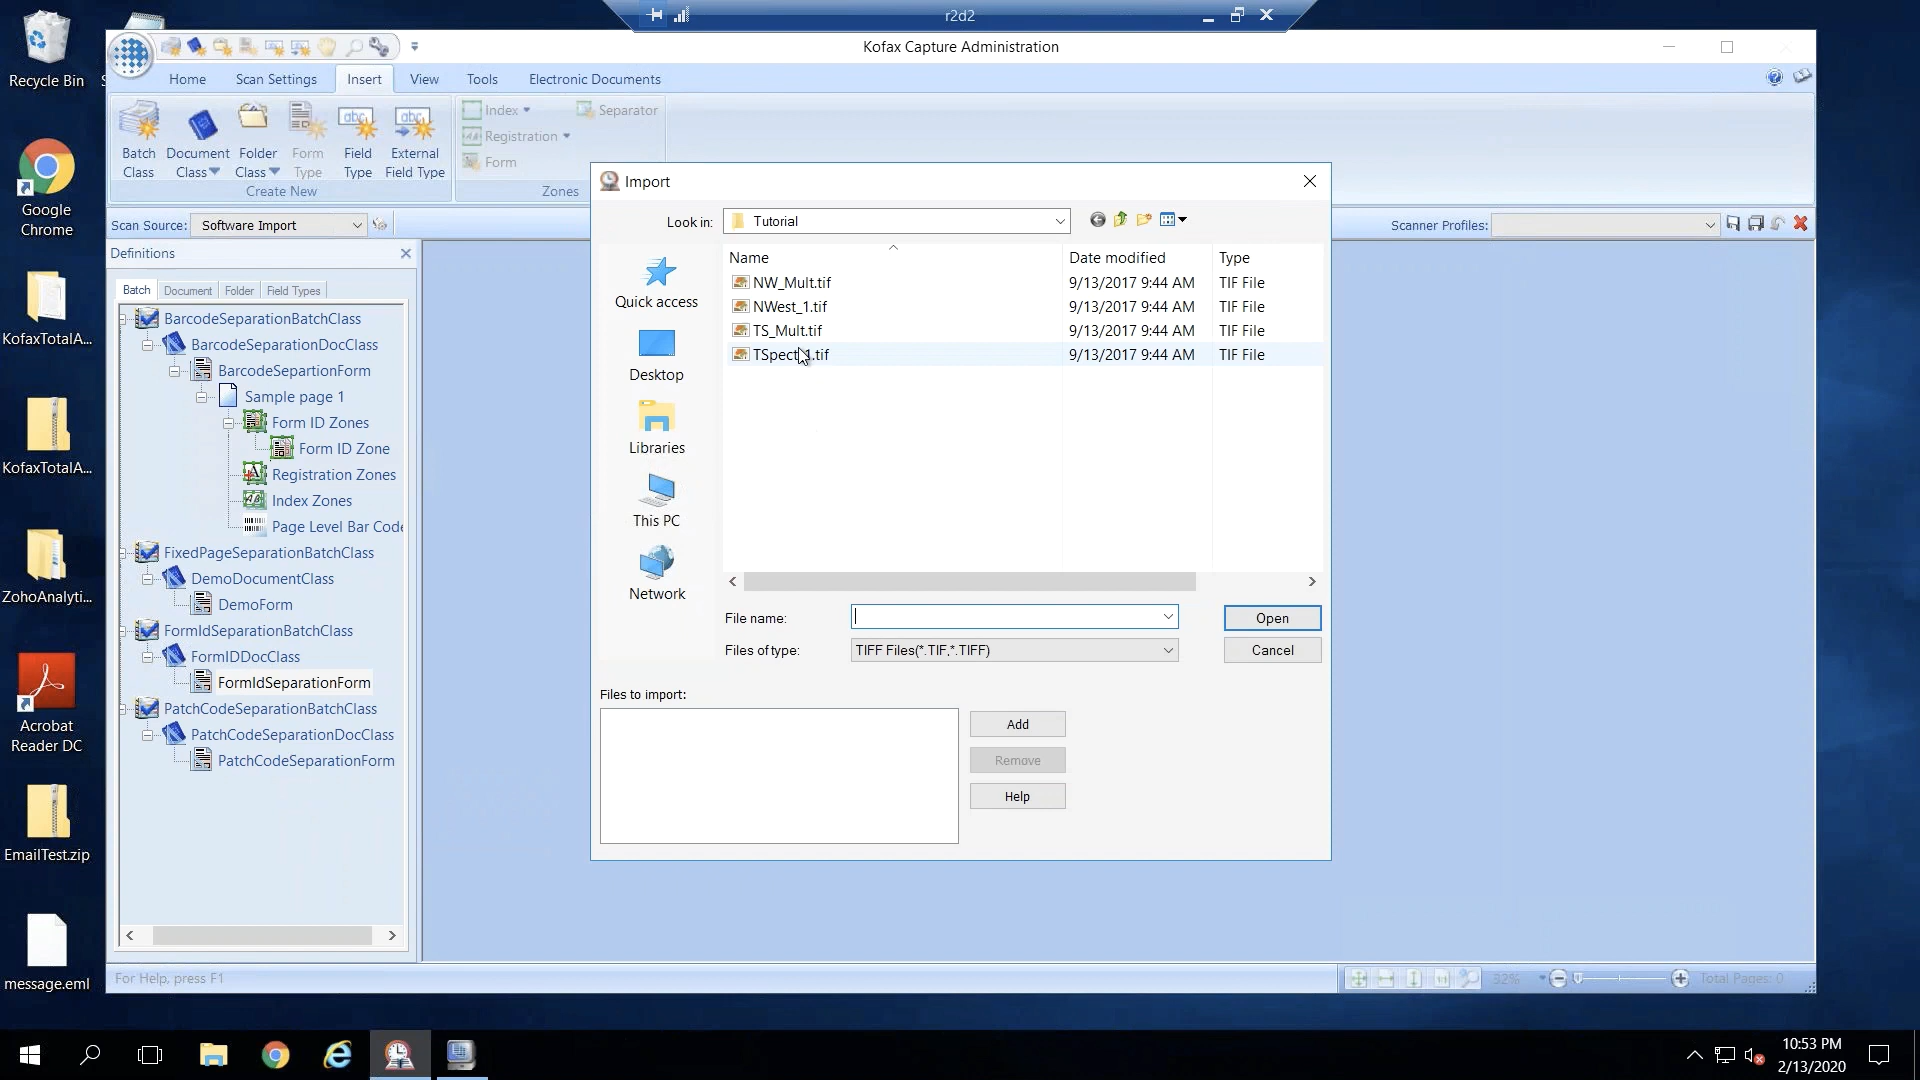 r2d2
Recycle Bin
Google
Chrome
KofaxTotalA...
KofaxTotalA...
ZohoAnalyti...
Acrobat
Reader DC
EmailTest.zip
message.eml
Kofax Capture Administration
Home
Scan Settings
Insert
View
Tools
Electronic Documents
Batch
Class
Document
Class
Folder
Class
Form
Type
Field
Type
External
Field Type
Create New
Index
Registration
Form
Separator
Zones
Scan Source:
Software Import
Scanner Profiles:
Definitions
Batch
Document
Folder
Field Types
BarcodeSeparationBatchClass
BarcodeSeparationDocClass
BarcodeSepartionForm
Sample page 1
Form ID Zones
Form ID Zone
Registration Zones
Index Zones
Page Level Bar Code
FixedPageSeparationBatchClass
DemoDocumentClass
DemoForm
FormIdSeparationBatchClass
FormIDDocClass
FormIdSeparationForm
PatchCodeSeparationBatchClass
PatchCodeSeparationDocClass
PatchCodeSeparationForm
Import
Look in:
Tutorial
Quick access
Desktop
Libraries
This PC
Network
Name
Date modified
Type
NW_Mult.tif
9/13/2017 9:44 AM
TIF File
NWest_1.tif
9/13/2017 9:44 AM
TIF File
TS_Mult.tif
9/13/2017 9:44 AM
TIF File
TSpect_1.tif
9/13/2017 9:44 AM
TIF File
File name:
Open
Files of type:
TIFF Files(*.TIF,*.TIFF)
Cancel
Files to import:
Add
Remove
Help
For Help, press F1
32%
Total Pages: 0
10:53 PM
2/13/2020